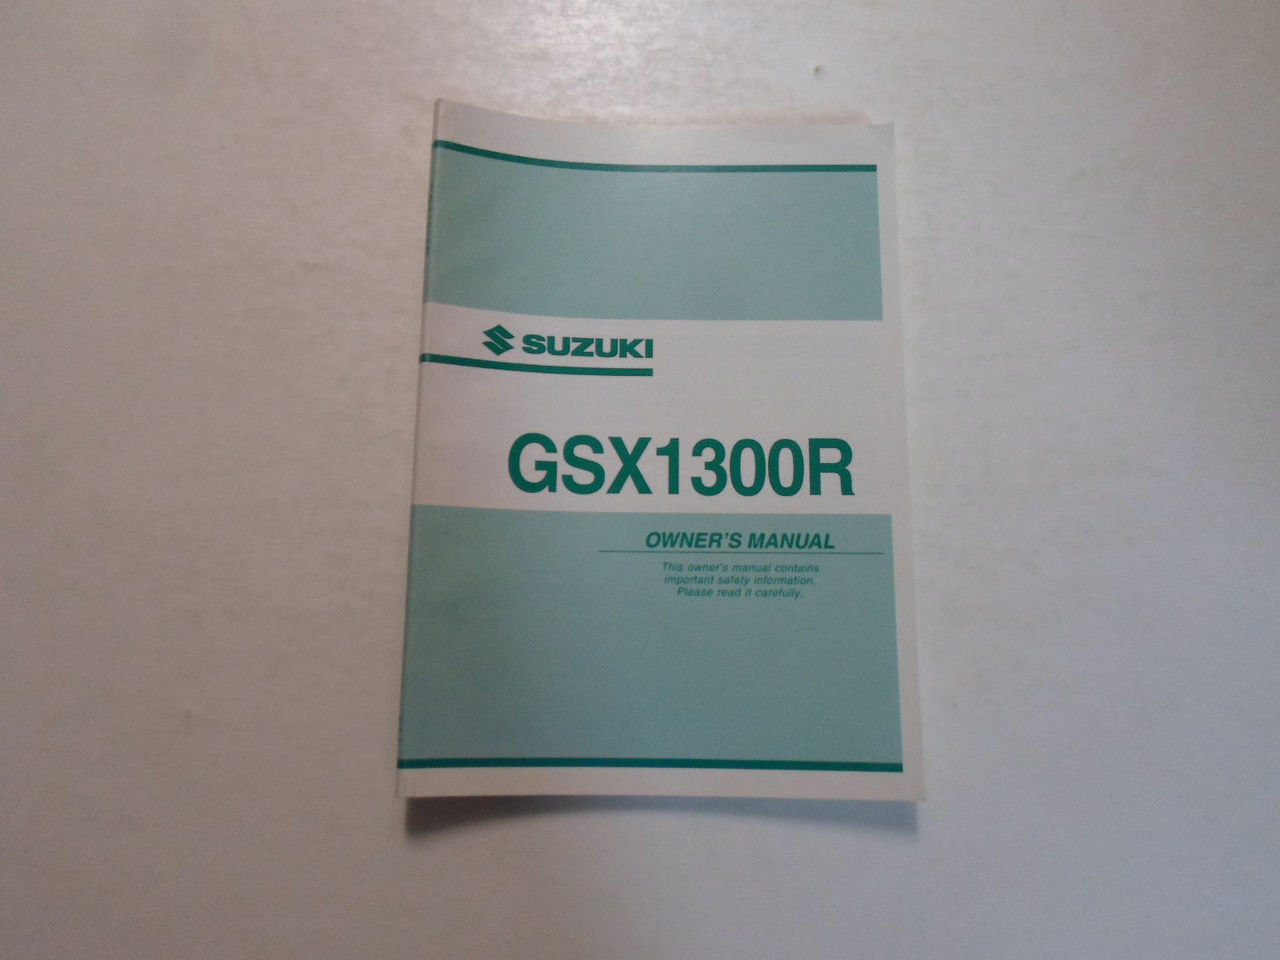 SUZUKI
GSX1300R
OWNER'S MANUAL
This owner's manual contains
important safety information.
Please read it carefully.